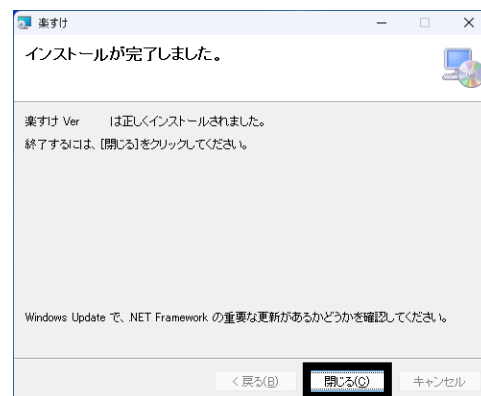 楽すけ
インストールが完了しました。
楽すけ Ver は正しくインストールされました。
終了するには、[閉じる]をクリックしてください。
Windows Update で、.NET Framework の重要な更新があるかどうかを確認してください。
< 戻る(B)
閉じる(C)
キャンセル